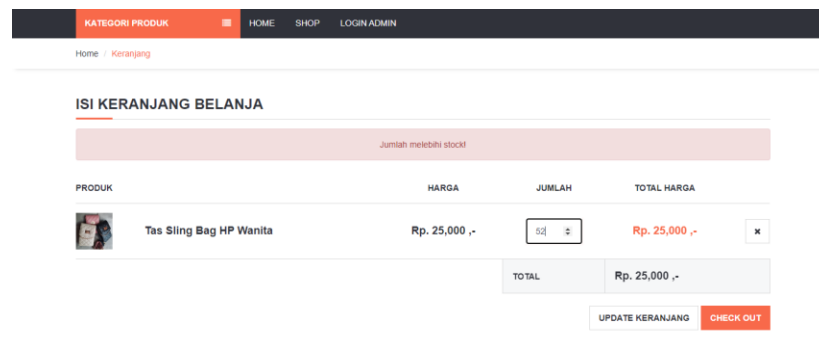 KATEGORI PRODUK HOME SHOP LOGIN ADMIN
Home / Keranjang
ISI KERANJANG BELANJA
Jumlah melebihi stock!
PRODUK HARGA JUMLAH TOTAL HARGA
Tas Sling Bag HP Wanita Rp. 25,000 ,- 52 Rp. 25,000 ,-
TOTAL Rp. 25,000 ,-
UPDATE KERANJANG CHECK OUT